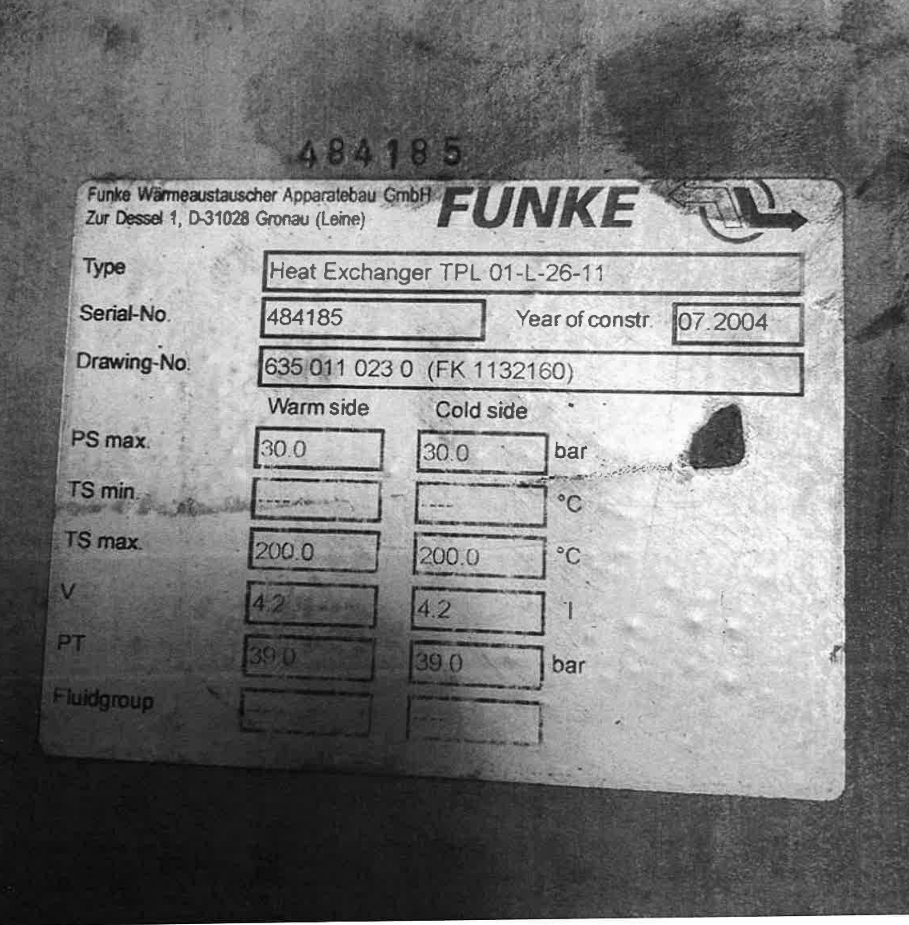 484185
Funke Wärmeaustauscher Apparatebau GmbH FUNKE
Zur Dessel 1, D-31028 Gronau (Leine)
Type Heat Exchanger TPL 01-L-26-11
Serial-No. 484185 Year of constr. 07.2004
Drawing-No. 635 011 023 0 (FK 1132160)
Warm side Cold side
PS max. 30.0 30.0 bar
TS min. ---- ---- °C
TS max. 200.0 200.0 °C
V 4.2 4.2 l
PT 39.0 39.0 bar
Fluidgroup ---- ----